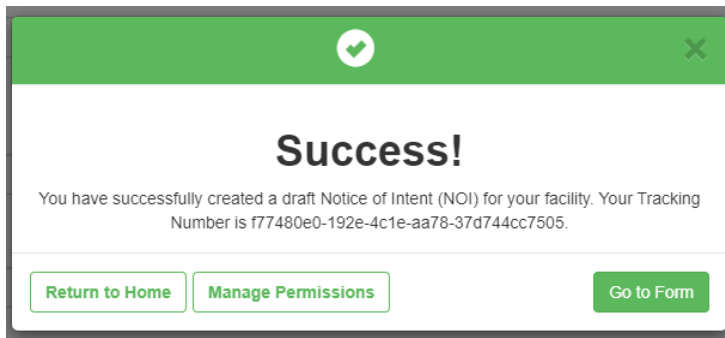 Success!
You have successfully created a draft Notice of Intent (NOI) for your facility. Your Tracking
Number is f77480e0-192e-4c1e-aa78-37d744cc7505.
Return to Home Manage Permissions Go to Form